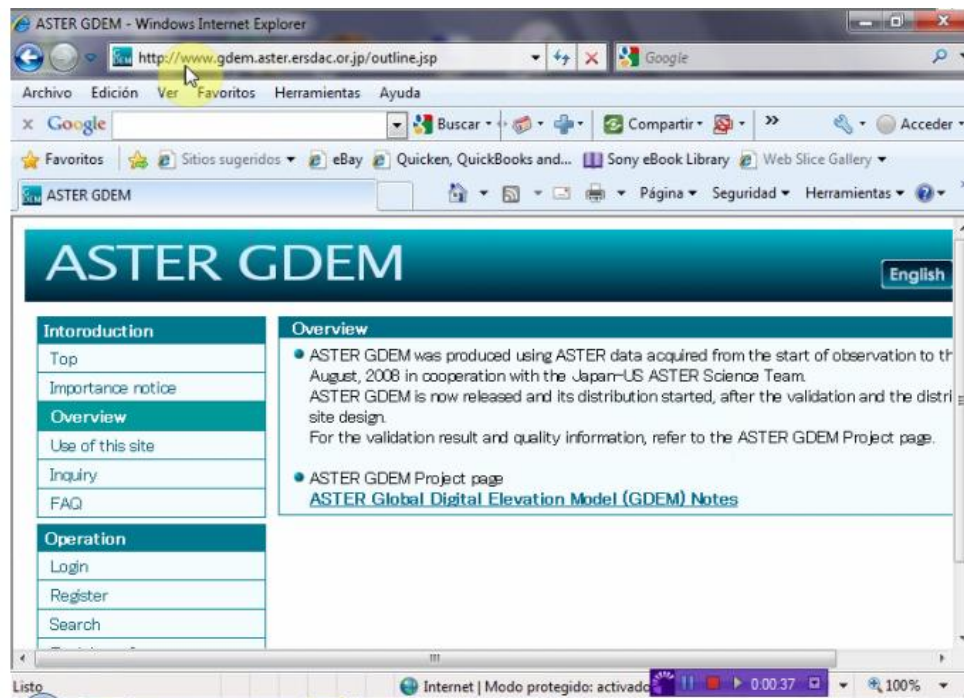 ASTER GDEM - Windows Internet Explorer
http://www.gdem.aster.ersdac.or.jp/outline.jsp
Google
Archivo Edición Ver Favoritos Herramientas Ayuda
x Google Buscar Compartir >> Acceder
Favoritos Sitios sugeridos eBay Quicken, QuickBooks and... Sony eBook Library Web Slice Gallery
ASTER GDEM Página Seguridad Herramientas
ASTER GDEM
English
Intoroduction
Top
Importance notice
Overview
Use of this site
Inquiry
FAQ
Operation
Login
Register
Search
Overview
ASTER GDEM was produced using ASTER data acquired from the start of observation to th
August, 2008 in cooperation with the Japan-US ASTER Science Team.
ASTER GDEM is now released and its distribution started, after the validation and the distri
site design.
For the validation result and quality information, refer to the ASTER GDEM Project page.
ASTER GDEM Project page
ASTER Global Digital Elevation Model (GDEM) Notes
Listo Internet | Modo protegido: activado 0:00:37 100%